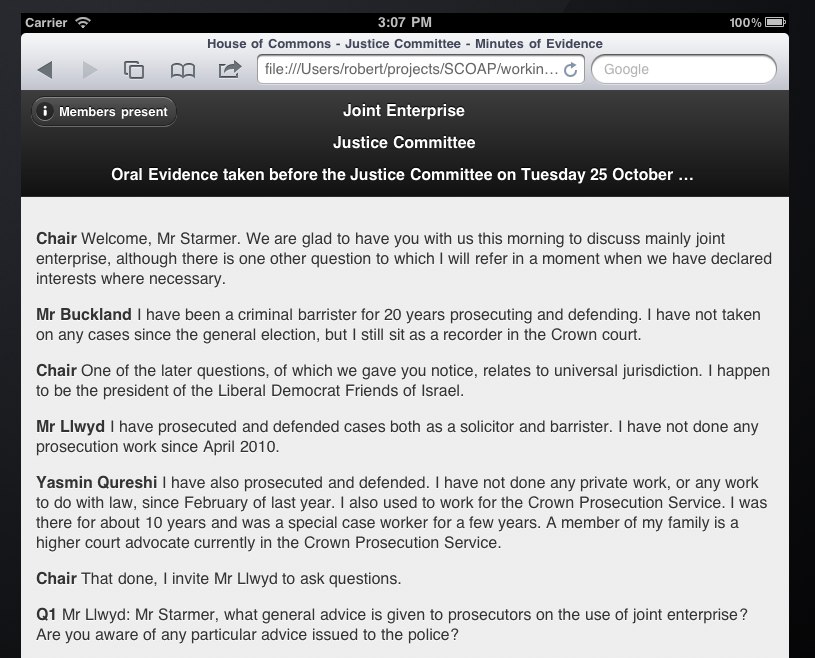 Carrier 3:07 PM 100%
House of Commons - Justice Committee - Minutes of Evidence
file:///Users/robert/projects/SCOAP/workin... Google
Members present
Joint Enterprise
Justice Committee
Oral Evidence taken before the Justice Committee on Tuesday 25 October ...
Chair Welcome, Mr Starmer. We are glad to have you with us this morning to discuss mainly joint
enterprise, although there is one other question to which I will refer in a moment when we have declared
interests where necessary.
Mr Buckland I have been a criminal barrister for 20 years prosecuting and defending. I have not taken
on any cases since the general election, but I still sit as a recorder in the Crown court.
Chair One of the later questions, of which we gave you notice, relates to universal jurisdiction. I happen
to be the president of the Liberal Democrat Friends of Israel.
Mr Llwyd I have prosecuted and defended cases both as a solicitor and barrister. I have not done any
prosecution work since April 2010.
Yasmin Qureshi I have also prosecuted and defended. I have not done any private work, or any work
to do with law, since February of last year. I also used to work for the Crown Prosecution Service. I was
there for about 10 years and was a special case worker for a few years. A member of my family is a
higher court advocate currently in the Crown Prosecution Service.
Chair That done, I invite Mr Llwyd to ask questions.
Q1 Mr Llwyd: Mr Starmer, what general advice is given to prosecutors on the use of joint enterprise?
Are you aware of any particular advice issued to the police?